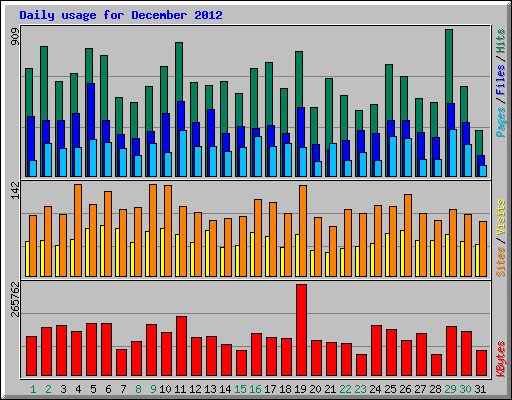 Daily usage for December 2012
909
Pages / Files / Hits
142
Sites / Visits
265762
KBytes
1 2 3 4 5 6 7 8 9 10 11 12 13 14 15 16 17 18 19 20 21 22 23 24 25 26 27 28 29 30 31